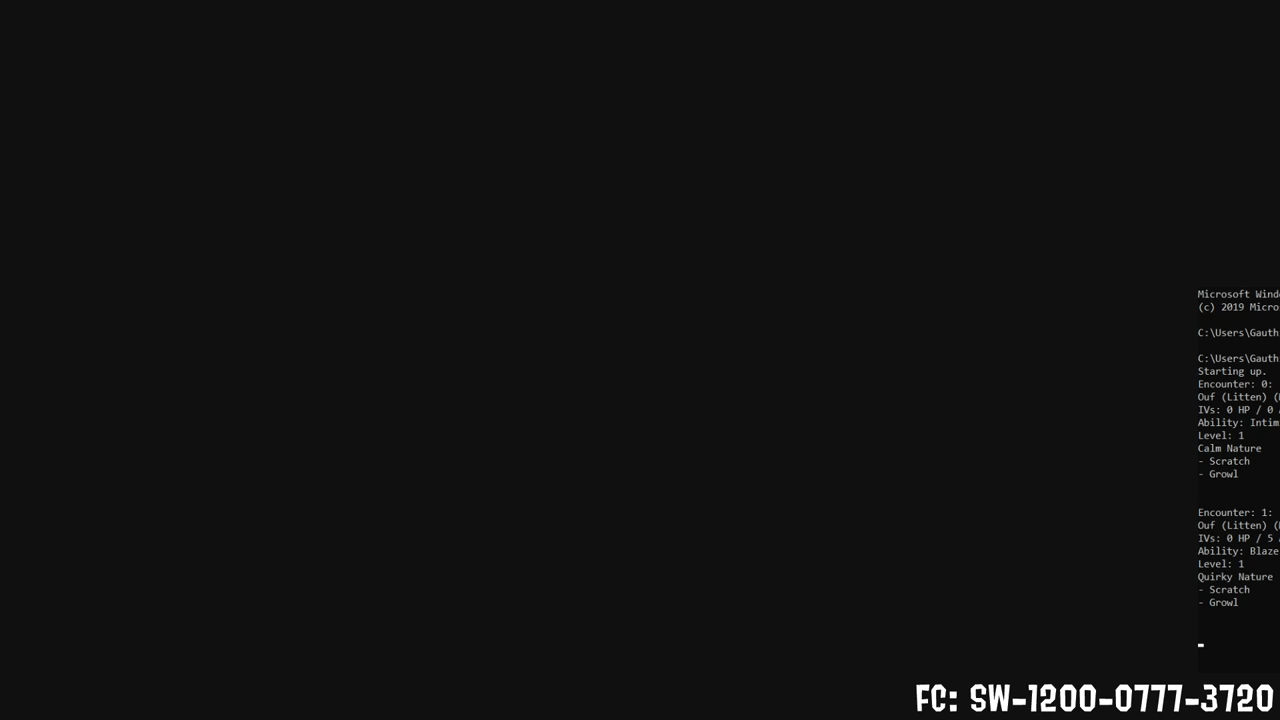 Microsoft Wind
(c) 2019 Micro
C:\Users\Gauth
C:\Users\Gauth
Starting up.
Encounter: 0:
Ouf (Litten) (
IVs: 0 HP / 0
Ability: Intim
Level: 1
Calm Nature
- Scratch
- Growl
Encounter: 1:
Ouf (Litten) (
IVs: 0 HP / 5
Ability: Blaze
Level: 1
Quirky Nature
- Scratch
- Growl
FC: SW-1200-0777-3720